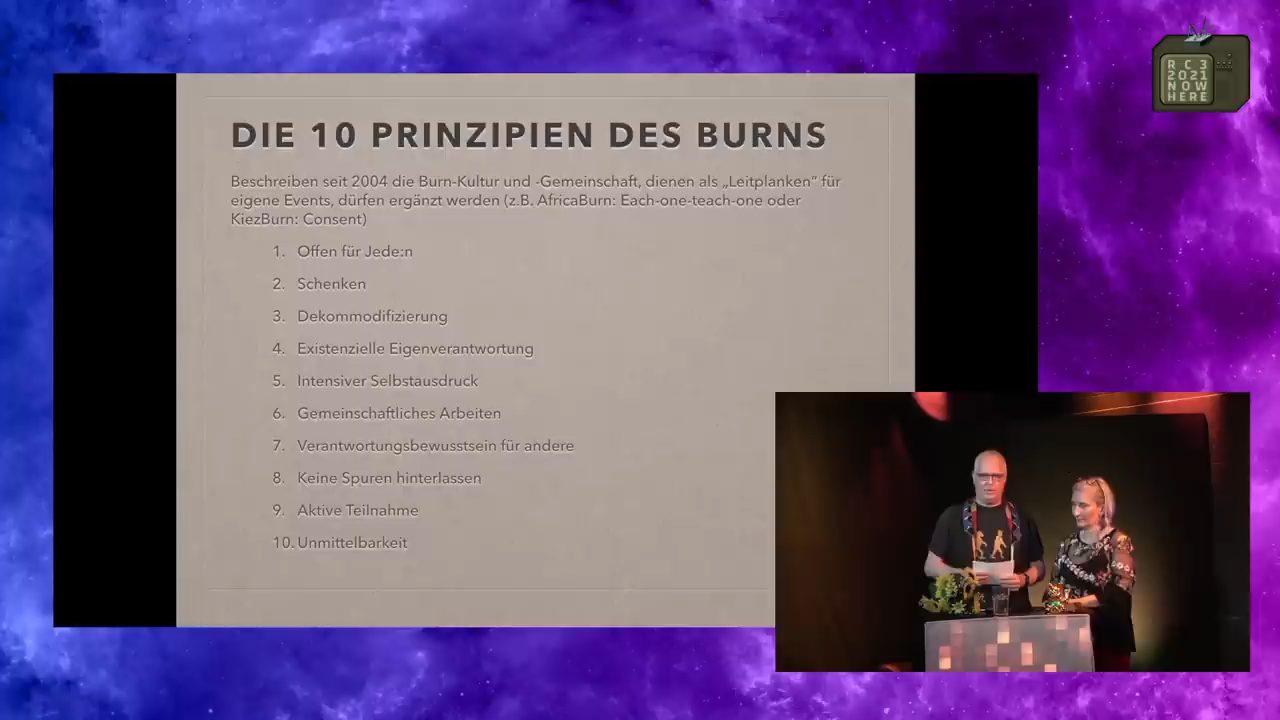 DIE 10 PRINZIPIEN DES BURNS
Beschreiben seit 2004 die Burn-Kultur und -Gemeinschaft, dienen als „Leitplanken“ für
eigene Events, dürfen ergänzt werden (z.B. AfricaBurn: Each-one-teach-one oder
KiezBurn: Consent)
1. Offen für Jede:n
2. Schenken
3. Dekommodifizierung
4. Existenzielle Eigenverantwortung
5. Intensiver Selbstausdruck
6. Gemeinschaftliches Arbeiten
7. Verantwortungsbewusstsein für andere
8. Keine Spuren hinterlassen
9. Aktive Teilnahme
10. Unmittelbarkeit
RC3
2021
NOW
HERE